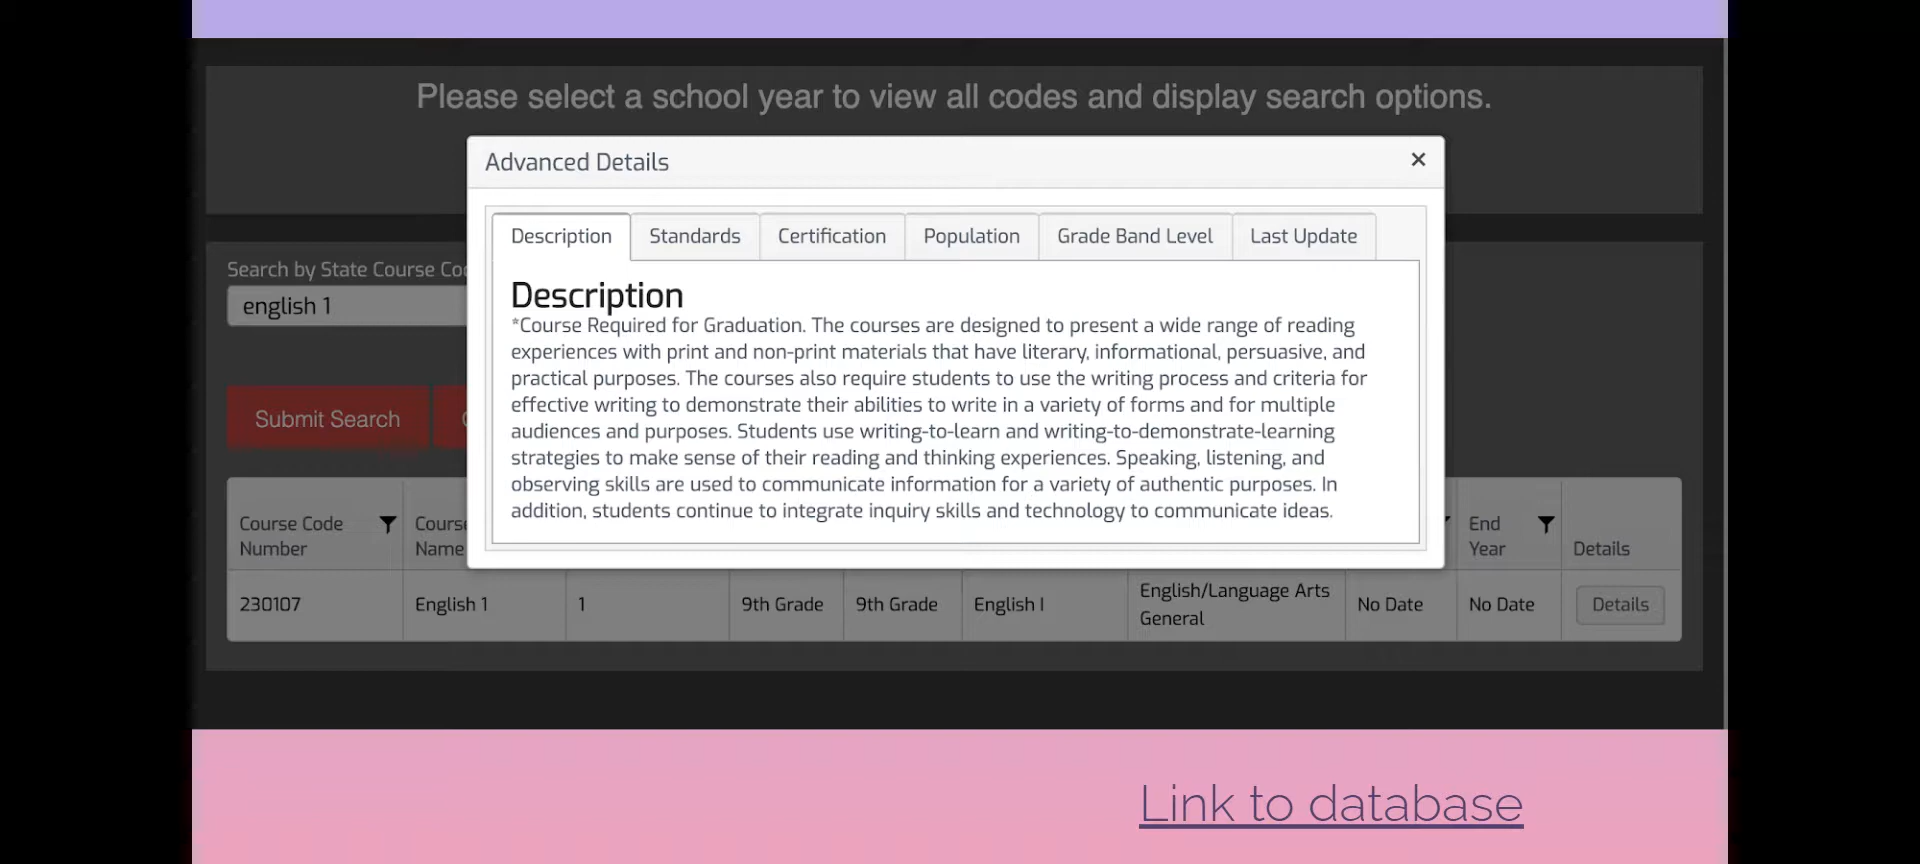 Please select a school year to view all codes and display search options.
Advanced Details
×
Description Standards Certification Population Grade Band Level Last Update
Description
*Course Required for Graduation. The courses are designed to present a wide range of reading
experiences with print and non-print materials that have literary, informational, persuasive, and
practical purposes. The courses also require students to use the writing process and criteria for
effective writing to demonstrate their abilities to write in a variety of forms and for multiple
audiences and purposes. Students use writing-to-learn and writing-to-demonstrate-learning
strategies to make sense of their reading and thinking experiences. Speaking, listening, and
observing skills are used to communicate information for a variety of authentic purposes. In
addition, students continue to integrate inquiry skills and technology to communicate ideas.
Search by State Course
english 1
Submit Search
Course Code
Number
Course
Name
End
Year
Details
230107 English 1 1 9th Grade 9th Grade English I English/Language Arts
General No Date No Date Details
Link to database